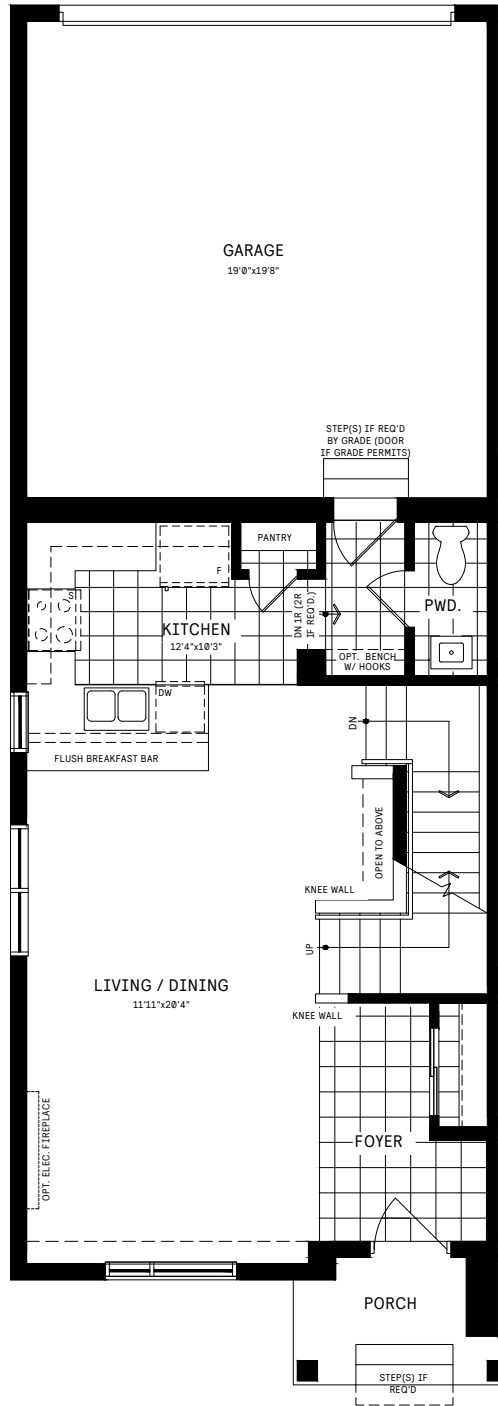 GARAGE
19'0"x19'8"
STEP(S) IF REQ'D
BY GRADE (DOOR
IF GRADE PERMITS)
PANTRY
F
S
KITCHEN
12'4"x10'3"
DN 1R (2R
IF REQ'D.)
PWD.
OPT. BENCH
W/ HOOKS
DW
DN
FLUSH BREAKFAST BAR
OPEN TO ABOVE
KNEE WALL
UP
LIVING / DINING
11'11"x20'4"
KNEE WALL
OPT. ELEC. FIREPLACE
FOYER
PORCH
STEP(S) IF
REQ'D